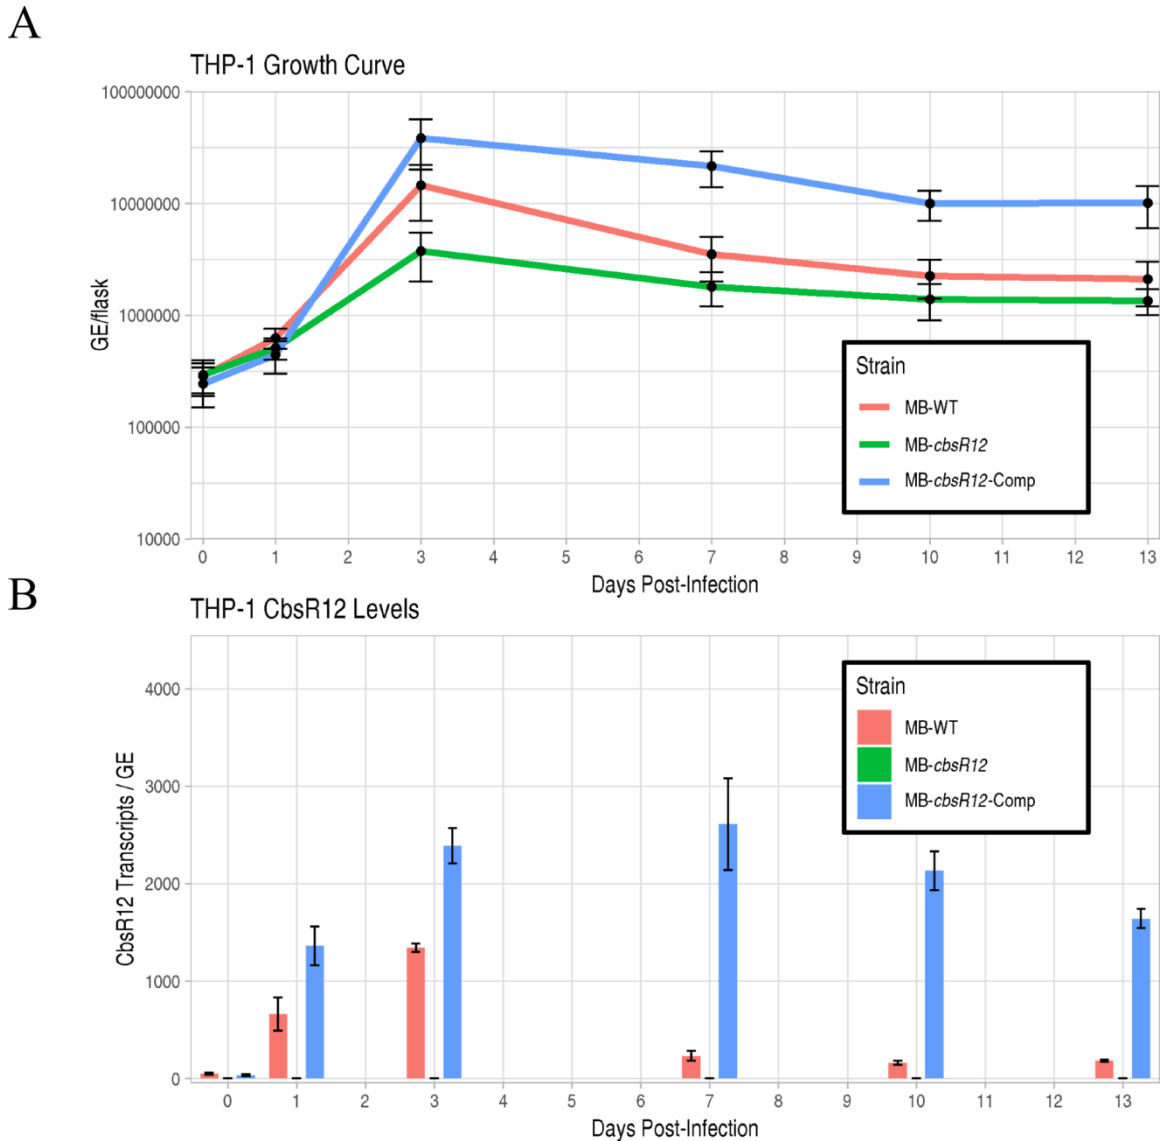 A
THP-1 Growth Curve
100000000
10000000
1000000
100000
10000
GE/flask
Strain
MB-WT
MB-cbsR12
MB-cbsR12-Comp
0 1 2 3 4 5 6 7 8 9 10 11 12 13
Days Post-Infection
B
THP-1 CbsR12 Levels
4000
3000
2000
1000
0
CbsR12 Transcripts / GE
Strain
MB-WT
MB-cbsR12
MB-cbsR12-Comp
0 1 2 3 4 5 6 7 8 9 10 11 12 13
Days Post-Infection